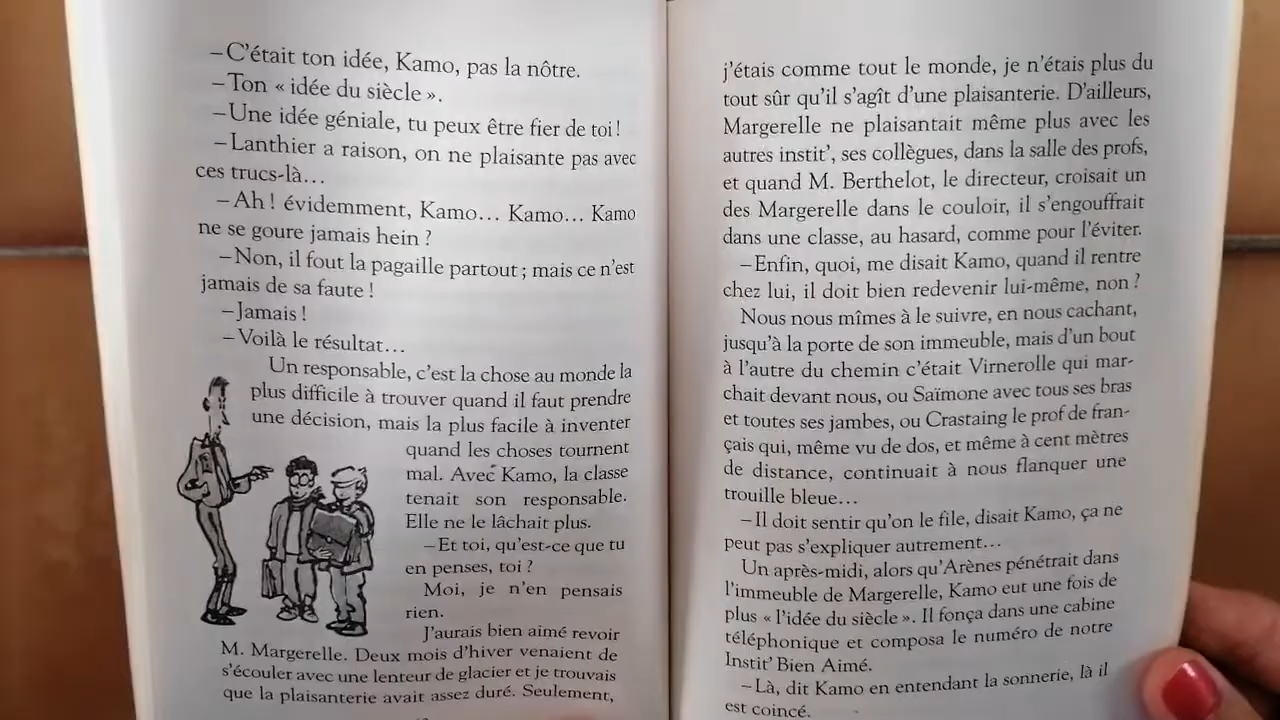 – C'était ton idée, Kamo, pas la nôtre.
– Ton « idée du siècle ».
– Une idée géniale, tu peux être fier de toi !
– Lanthier a raison, on ne plaisante pas avec
ces trucs-là…
– Ah ! évidemment, Kamo… Kamo… Kamo
ne se goure jamais hein ?
– Non, il fout la pagaille partout ; mais ce n'est
jamais de sa faute !
– Jamais !
– Voilà le résultat…
Un responsable, c'est la chose au monde la
plus difficile à trouver quand il faut prendre
une décision, mais la plus facile à inventer
quand les choses tournent
mal. Avec Kamo, la classe
tenait son responsable.
Elle ne le lâchait plus.
– Et toi, qu'est-ce que tu
en penses, toi ?
Moi, je n'en pensais
rien.
J'aurais bien aimé revoir
M. Margerelle. Deux mois d'hiver venaient de
s'écouler avec une lenteur de glacier et je trouvais
que la plaisanterie avait assez duré. Seulement,
j'étais comme tout le monde, je n'étais plus du
tout sûr qu'il s'agît d'une plaisanterie. D'ailleurs,
Margerelle ne plaisantait même plus avec les
autres instit', ses collègues, dans la salle des profs,
et quand M. Berthelot, le directeur, croisait un
des Margerelle dans le couloir, il s'engouffrait
dans une classe, au hasard, comme pour l'éviter.
– Enfin, quoi, me disait Kamo, quand il rentre
chez lui, il doit bien redevenir lui-même, non ?
Nous nous mîmes à le suivre, en nous cachant,
jusqu'à la porte de son immeuble, mais d'un bout
à l'autre du chemin c'était Virnerolle qui mar-
chait devant nous, ou Saïmone avec tous ses bras
et toutes ses jambes, ou Crastaing le prof de fran-
çais qui, même vu de dos, et même à cent mètres
de distance, continuait à nous flanquer une
trouille bleue…
– Il doit sentir qu'on le file, disait Kamo, ça ne
peut pas s'expliquer autrement…
Un après-midi, alors qu'Arènes pénétrait dans
l'immeuble de Margerelle, Kamo eut une fois de
plus « l'idée du siècle ». Il fonça dans une cabine
téléphonique et composa le numéro de notre
Instit' Bien Aimé.
– Là, dit Kamo en entendant la sonnerie, là il
est coincé.